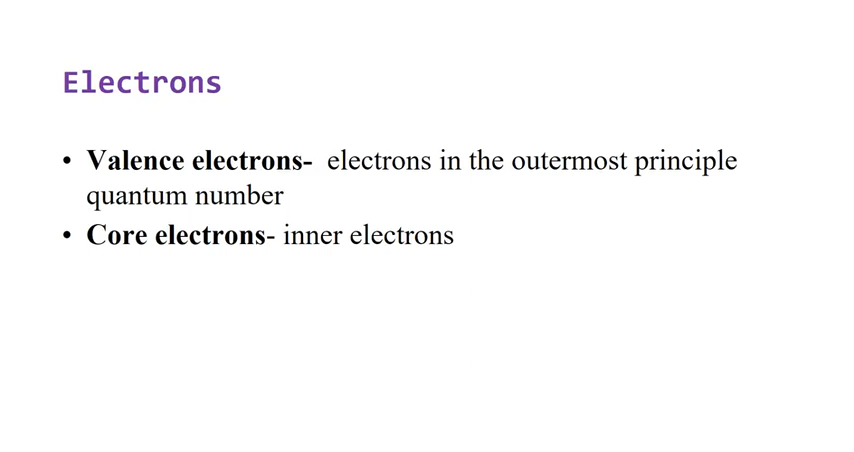 Electrons
• Valence electrons-  electrons in the outermost principle
quantum number
• Core electrons- inner electrons